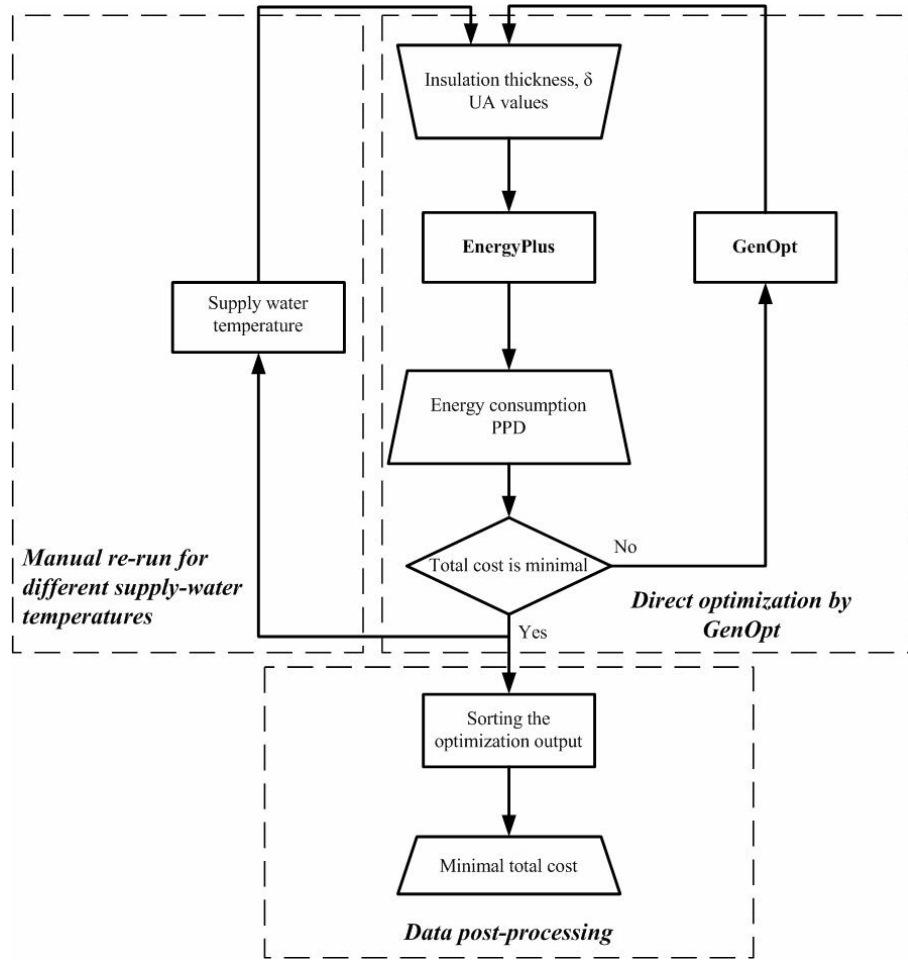 Insulation thickness, δ
UA values
EnergyPlus
GenOpt
Supply water
temperature
Energy consumption
PPD
Total cost is minimal
No
Manual re-run for
different supply-water
temperatures
Direct optimization by
GenOpt
Yes
Sorting the
optimization output
Minimal total cost
Data post-processing